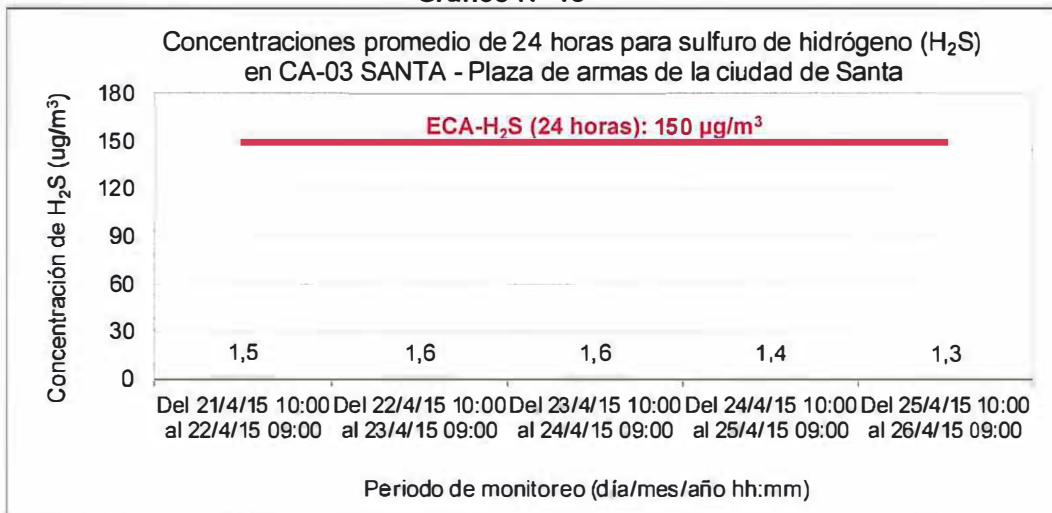 Concentraciones promedio de 24 horas para sulfuro de hidrógeno (H₂S)
en CA-03 SANTA - Plaza de armas de la ciudad de Santa
Concentración de H₂S (ug/m³)
180
150
120
90
60
30
0
ECA-H₂S (24 horas): 150 µg/m³
1,5 1,6 1,6 1,4 1,3
Del 21/4/15 10:00 Del 22/4/15 10:00 Del 23/4/15 10:00 Del 24/4/15 10:00 Del 25/4/15 10:00
al 22/4/15 09:00 al 23/4/15 09:00 al 24/4/15 09:00 al 25/4/15 09:00 al 26/4/15 09:00
Periodo de monitoreo (día/mes/año hh:mm)